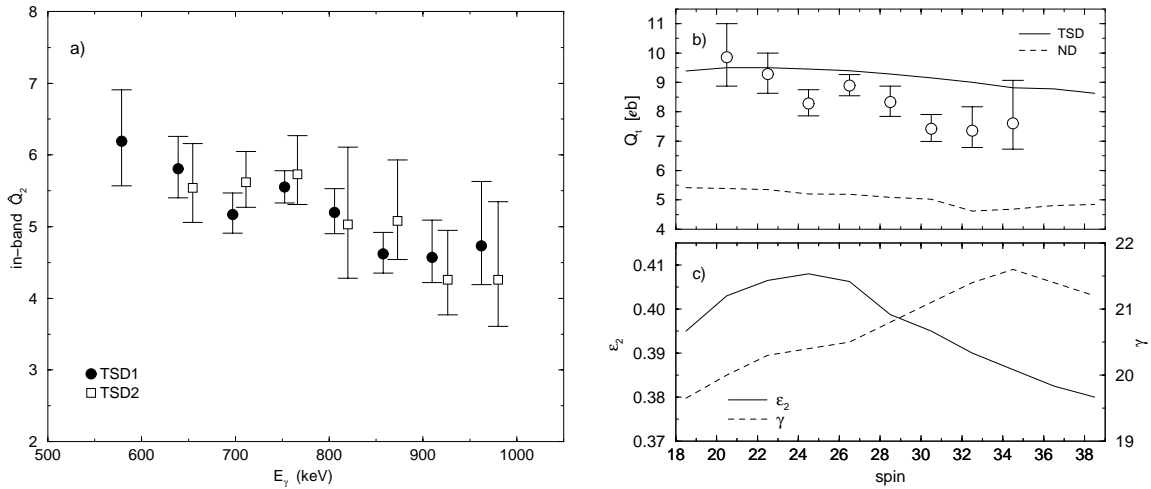 a)
in−band Q̂₂
8
7
6
5
4
3
2
TSD1
TSD2
500 600 700 800 900 1000
E_γ (keV)
b)
TSD
ND
Q_t [eb]
11
10
9
8
7
6
5
4
c)
ε₂
0.41
0.40
0.39
0.38
0.37
ε₂
γ
22
21
20
19
γ
18 20 22 24 26 28 30 32 34 36 38
spin